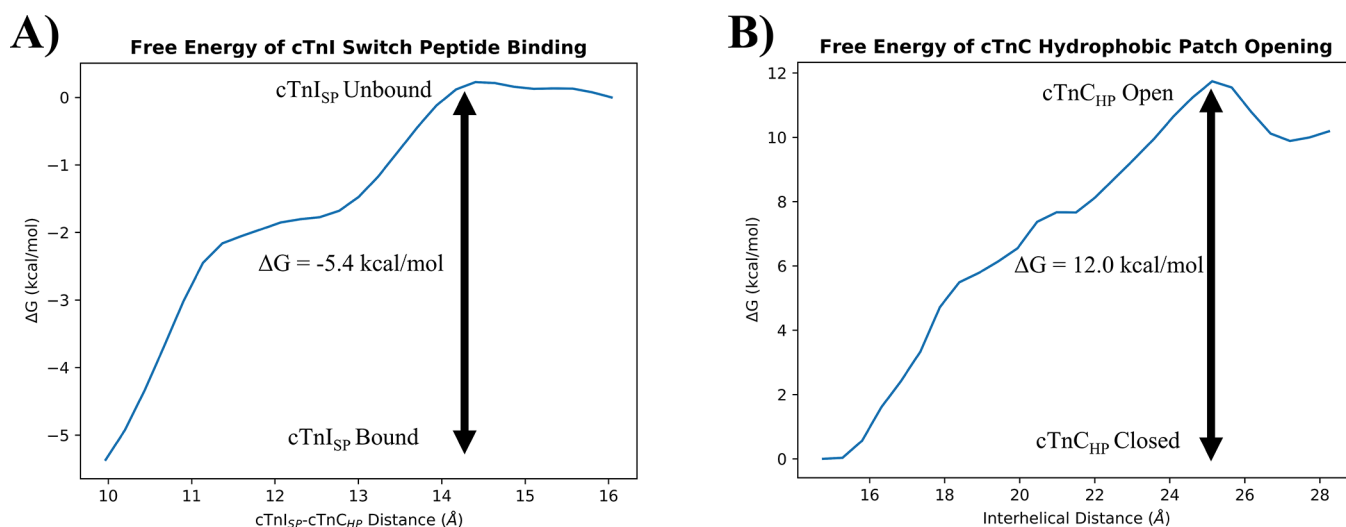 A)
Free Energy of cTnI Switch Peptide Binding
0
−1
−2
−3
−4
−5
ΔG (kcal/mol)
cTnI_SP Unbound
ΔG = -5.4 kcal/mol
cTnI_SP Bound
10 11 12 13 14 15 16
cTnI_SP-cTnC_HP Distance (Å)
B)
Free Energy of cTnC Hydrophobic Patch Opening
12
10
8
6
4
2
0
ΔG (kcal/mol)
cTnC_HP Open
ΔG = 12.0 kcal/mol
cTnC_HP Closed
16 18 20 22 24 26 28
Interhelical Distance (Å)